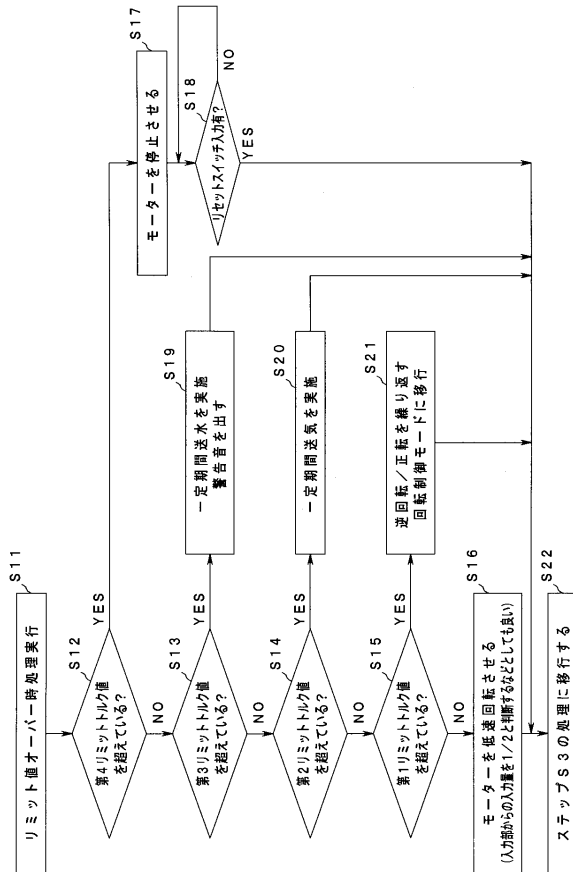 S11
リミット値オーバー時処理実行
S12
第4リミットトルク値
を超えている?
YES
NO
S17
モーターを停止させる
S18
リセットスイッチ入力有?
NO
YES
S13
第3リミットトルク値
を超えている?
YES
NO
S19
一定期間送水を実施
警告音を出す
S14
第2リミットトルク値
を超えている?
YES
NO
S20
一定期間送気を実施
S15
第1リミットトルク値
を超えている?
YES
NO
S21
逆回転/正転を繰り返す
回転制御モードに移行
S16
モーターを低速回転させる
(入力部からの入力量を1/2と判断するなどとしても良い)
S22
ステップS3の処理に移行する